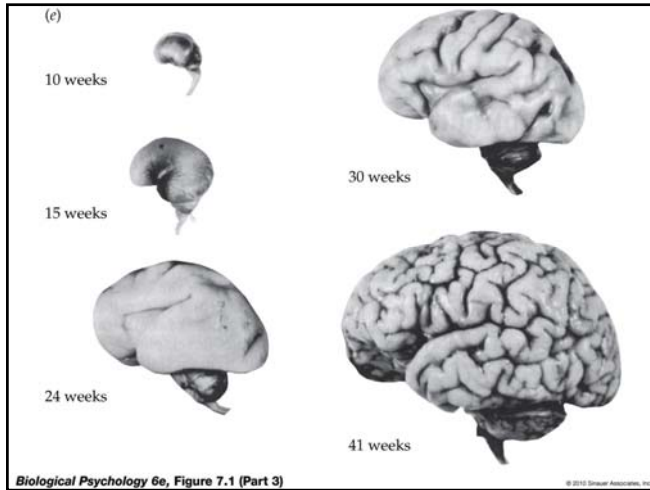 (e)
10 weeks
15 weeks
24 weeks
30 weeks
41 weeks
Biological Psychology 6e, Figure 7.1 (Part 3)
© 2010 Sinauer Associates, Inc.